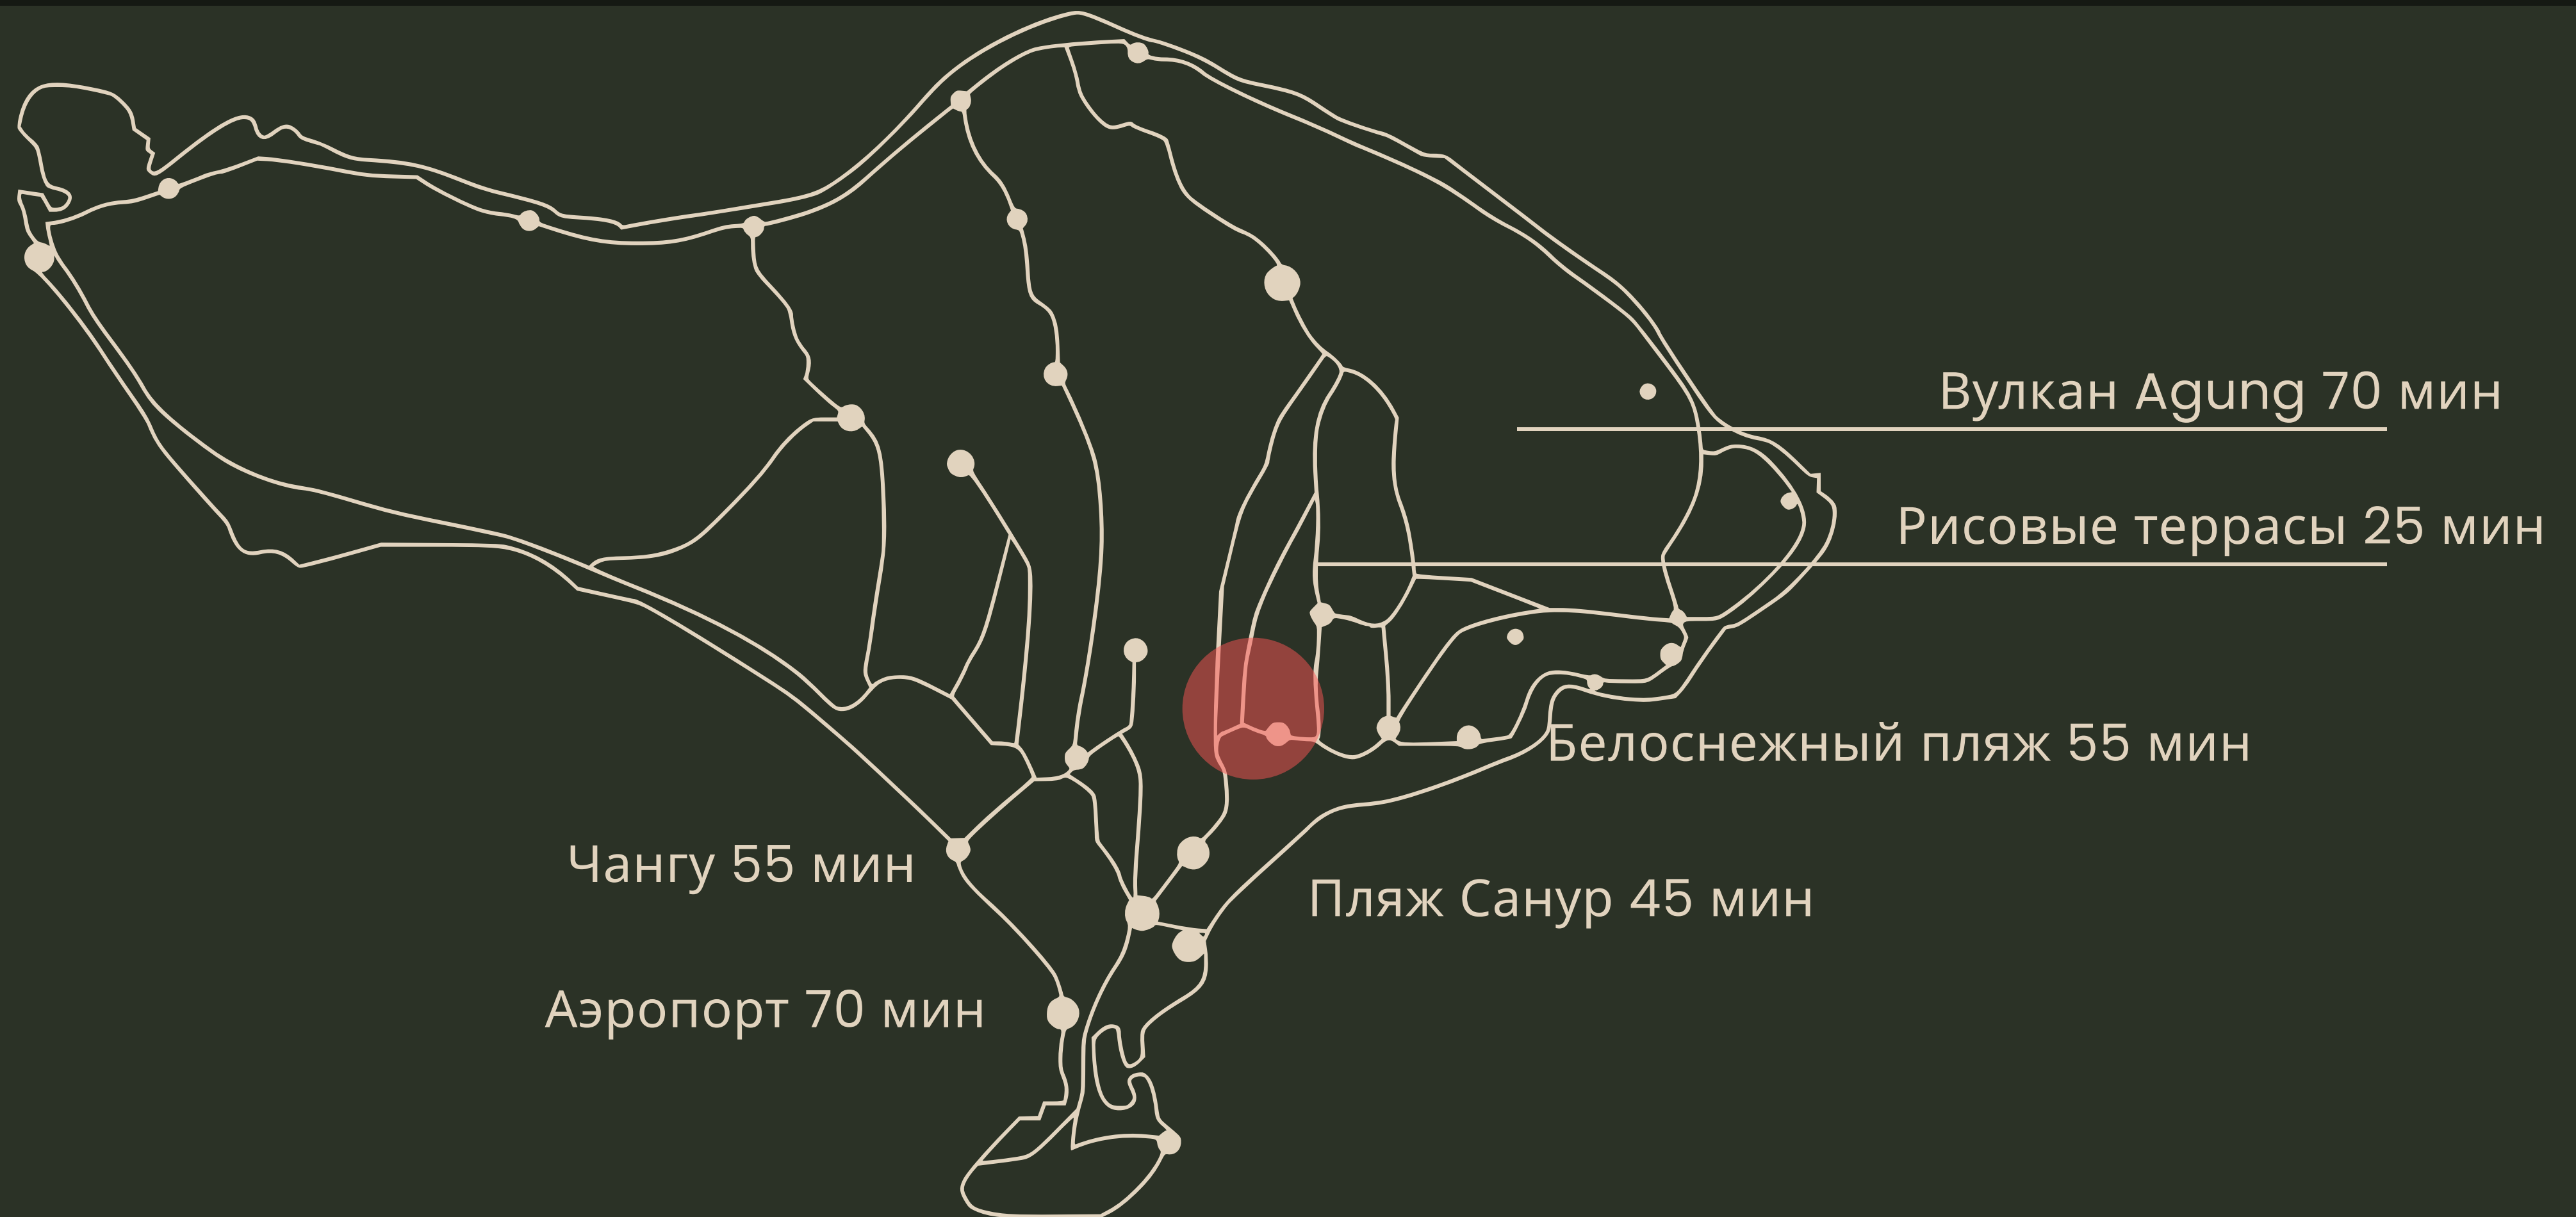 Вулкан Agung 70 мин
Рисовые террасы 25 мин
Белоснежный пляж 55 мин
Чангу 55 мин
Пляж Санур 45 мин
Аэропорт 70 мин